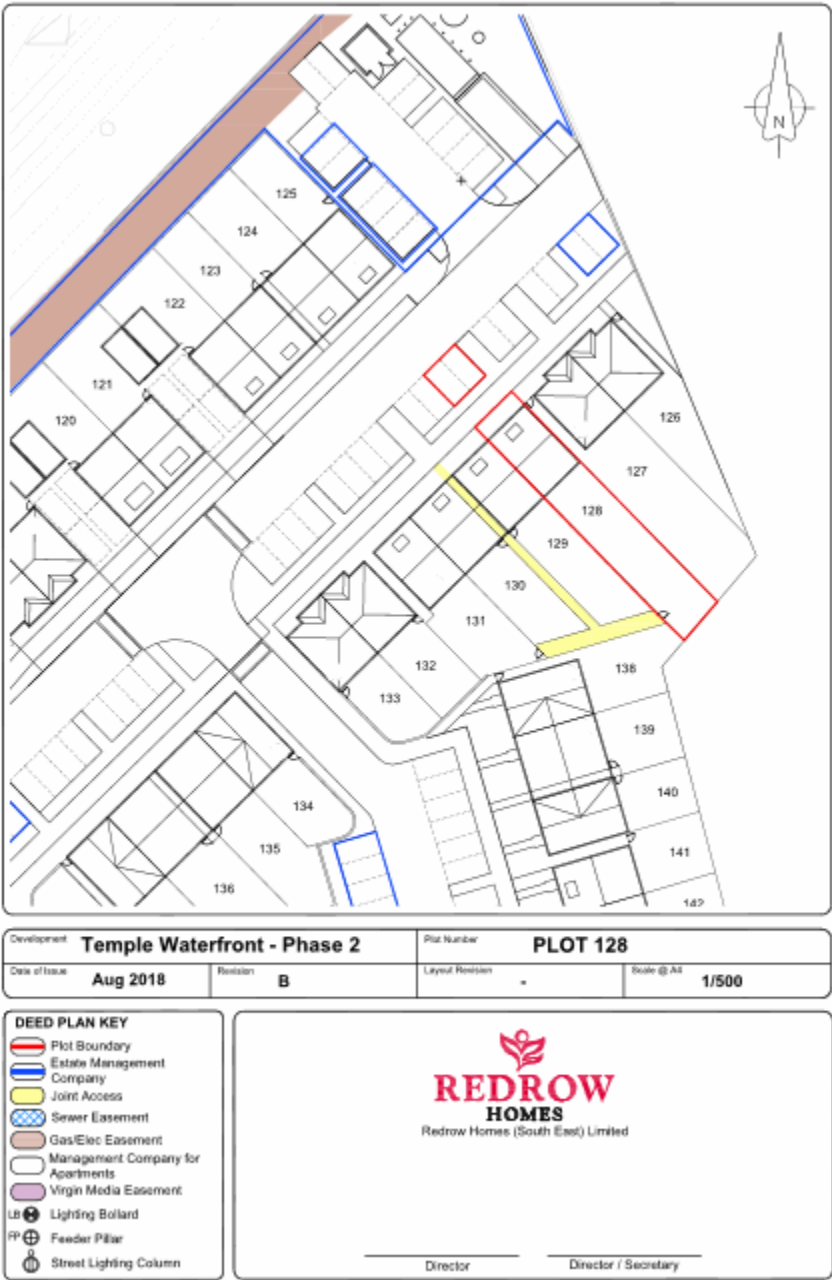 N
125
124
123
122
121
120
126
127
128
129
130
131
132
133
138
139
140
141
142
134
135
136
Development Temple Waterfront - Phase 2
Plot Number PLOT 128
Date of Issue Aug 2018
Revision B
Layout Revision -
Scale @ A4 1/500
DEED PLAN KEY
Plot Boundary
Estate Management
Company
Joint Access
Sewer Easement
Gas/Elec Easement
Management Company for
Apartments
Virgin Media Easement
LB Lighting Bollard
FP Feeder Pillar
Street Lighting Column
REDROW
HOMES
Redrow Homes (South East) Limited
Director
Director / Secretary